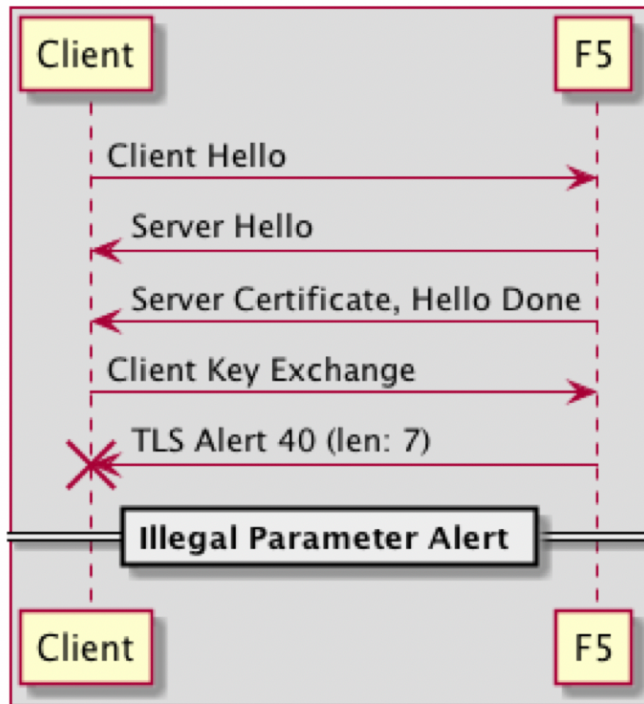 Client F5
Client Hello
Server Hello
Server Certificate, Hello Done
Client Key Exchange
TLS Alert 40 (len: 7)
Illegal Parameter Alert
Client F5